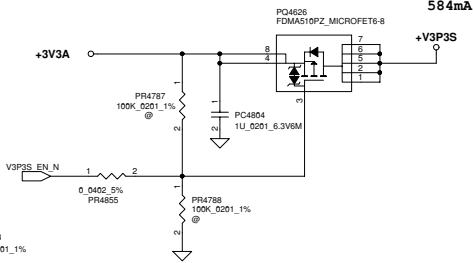 584mA
PQ4626
FDMA510PZ_MICROFET6-8
+V3P3S
+3V3A
8
4
7
6
5
2
1
3
PR4787
100K_0201_1%
@
1
2
1
2
PC4804
1U_0201_6.3V6M
V3P3S_EN_N
1
2
0_0402_5%
PR4855
1
2
PR4788
100K_0201_1%
@
01_1%